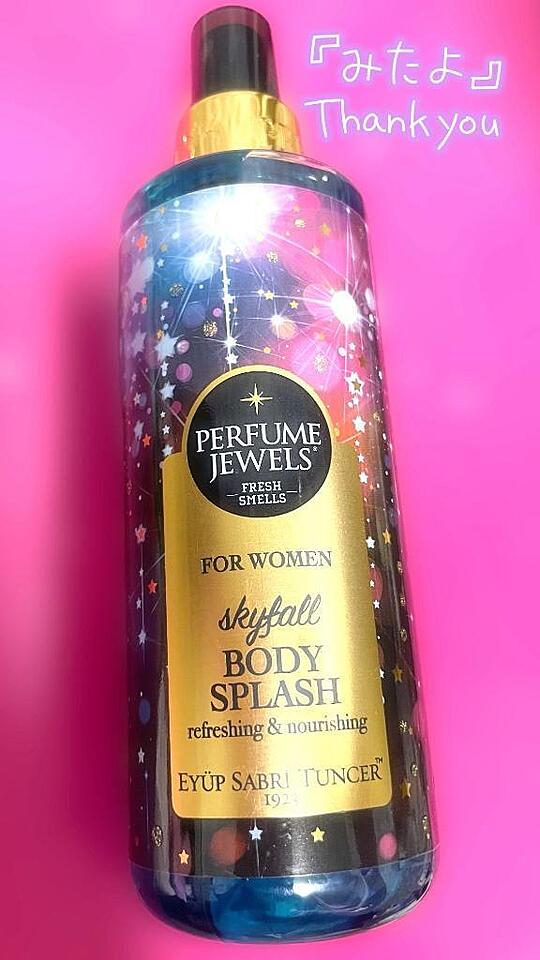 『みたよ』
Thank you
PERFUME
JEWELS®
FRESH
SMELLS
FOR WOMEN
skyfall
BODY
SPLASH
refreshing & nourishing
EYÜP SABRİ TUNCER™
1923